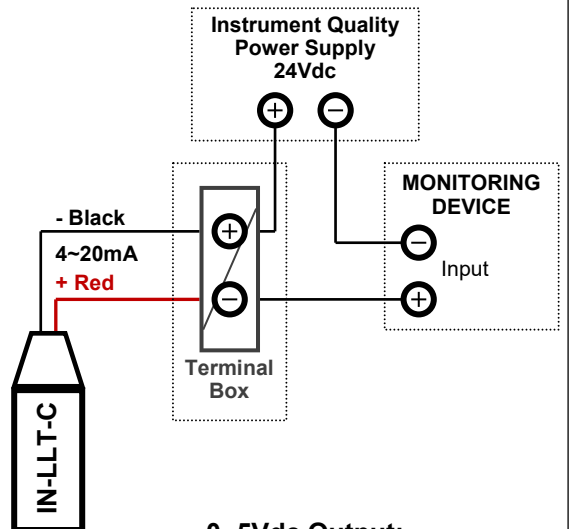 Instrument Quality
Power Supply
24Vdc
+ −
MONITORING
DEVICE
- Black
4~20mA
+ Red
+
−
−
Input
+
Terminal
Box
IN-LLT-C